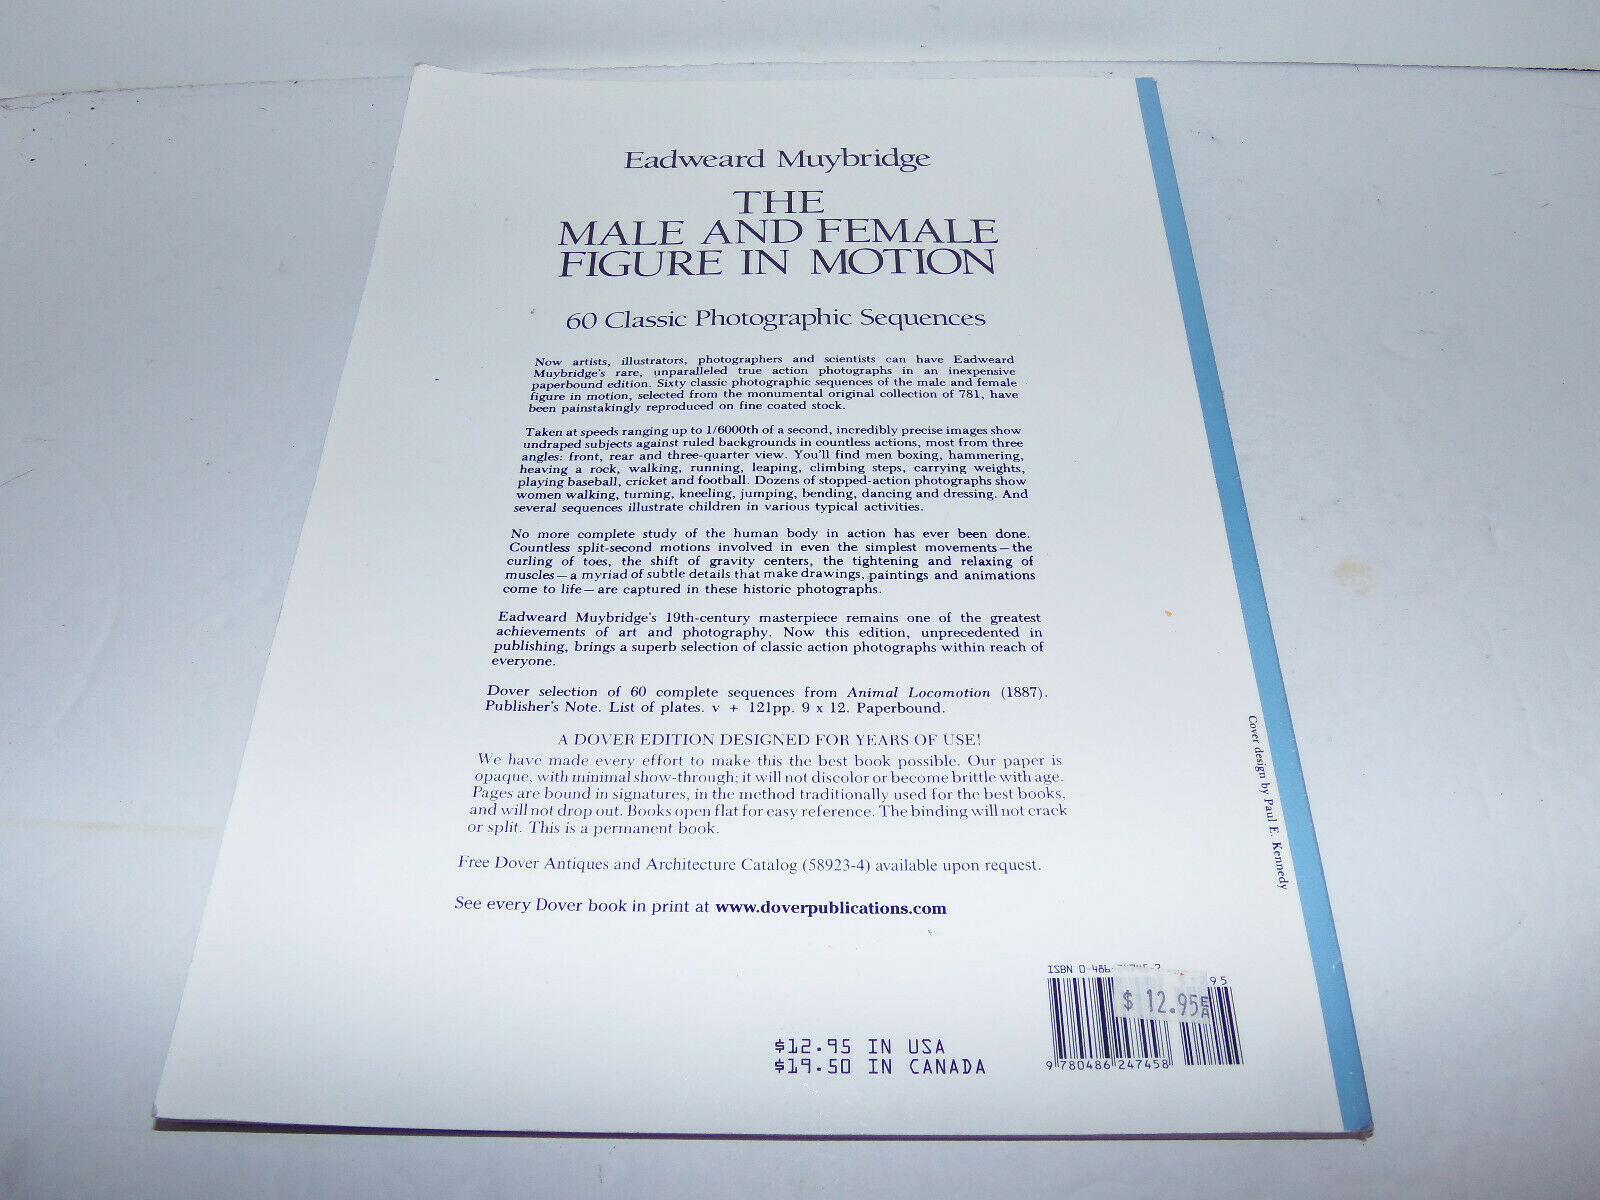 Eadweard Muybridge
THE
MALE AND FEMALE
FIGURE IN MOTION
60 Classic Photographic Sequences
Now artists, illustrators, photographers and scientists can have Eadweard
Muybridge's rare, unparalleled true action photographs in an inexpensive
paperbound edition. Sixty classic photographic sequences of the male and female
figure in motion, selected from the monumental original collection of 781, have
been painstakingly reproduced on fine coated stock.
Taken at speeds ranging up to 1/6000th of a second, incredibly precise images show
undraped subjects against ruled backgrounds in countless actions, most from three
angles: front, rear and three-quarter view. You'll find men boxing, hammering,
heaving a rock, walking, running, leaping, climbing steps, carrying weights,
playing baseball, cricket and football. Dozens of stopped-action photographs show
women walking, turning, kneeling, jumping, bending, dancing and dressing. And
several sequences illustrate children in various typical activities.
No more complete study of the human body in action has ever been done.
Countless split-second motions involved in even the simplest movements—the
curling of toes, the shift of gravity centers, the tightening and relaxing of
muscles—a myriad of subtle details that make drawings, paintings and animations
come to life—are captured in these historic photographs.
Eadweard Muybridge's 19th-century masterpiece remains one of the greatest
achievements of art and photography. Now this edition, unprecedented in
publishing, brings a superb selection of classic action photographs within reach of
everyone.
Dover selection of 60 complete sequences from Animal Locomotion (1887).
Publisher's Note. List of plates. v + 121pp. 9 x 12. Paperbound.
A DOVER EDITION DESIGNED FOR YEARS OF USE!
We have made every effort to make this the best book possible. Our paper is
opaque, with minimal show-through; it will not discolor or become brittle with age.
Pages are bound in signatures, in the method traditionally used for the best books,
and will not drop out. Books open flat for easy reference. The binding will not crack
or split. This is a permanent book.
Free Dover Antiques and Architecture Catalog (58923-4) available upon request.
See every Dover book in print at www.doverpublications.com
Cover design by Paul E. Kennedy
ISBN 0-486-
95
$ 12.95 EA
9 780486 247458
$12.95 IN USA
$19.50 IN CANADA